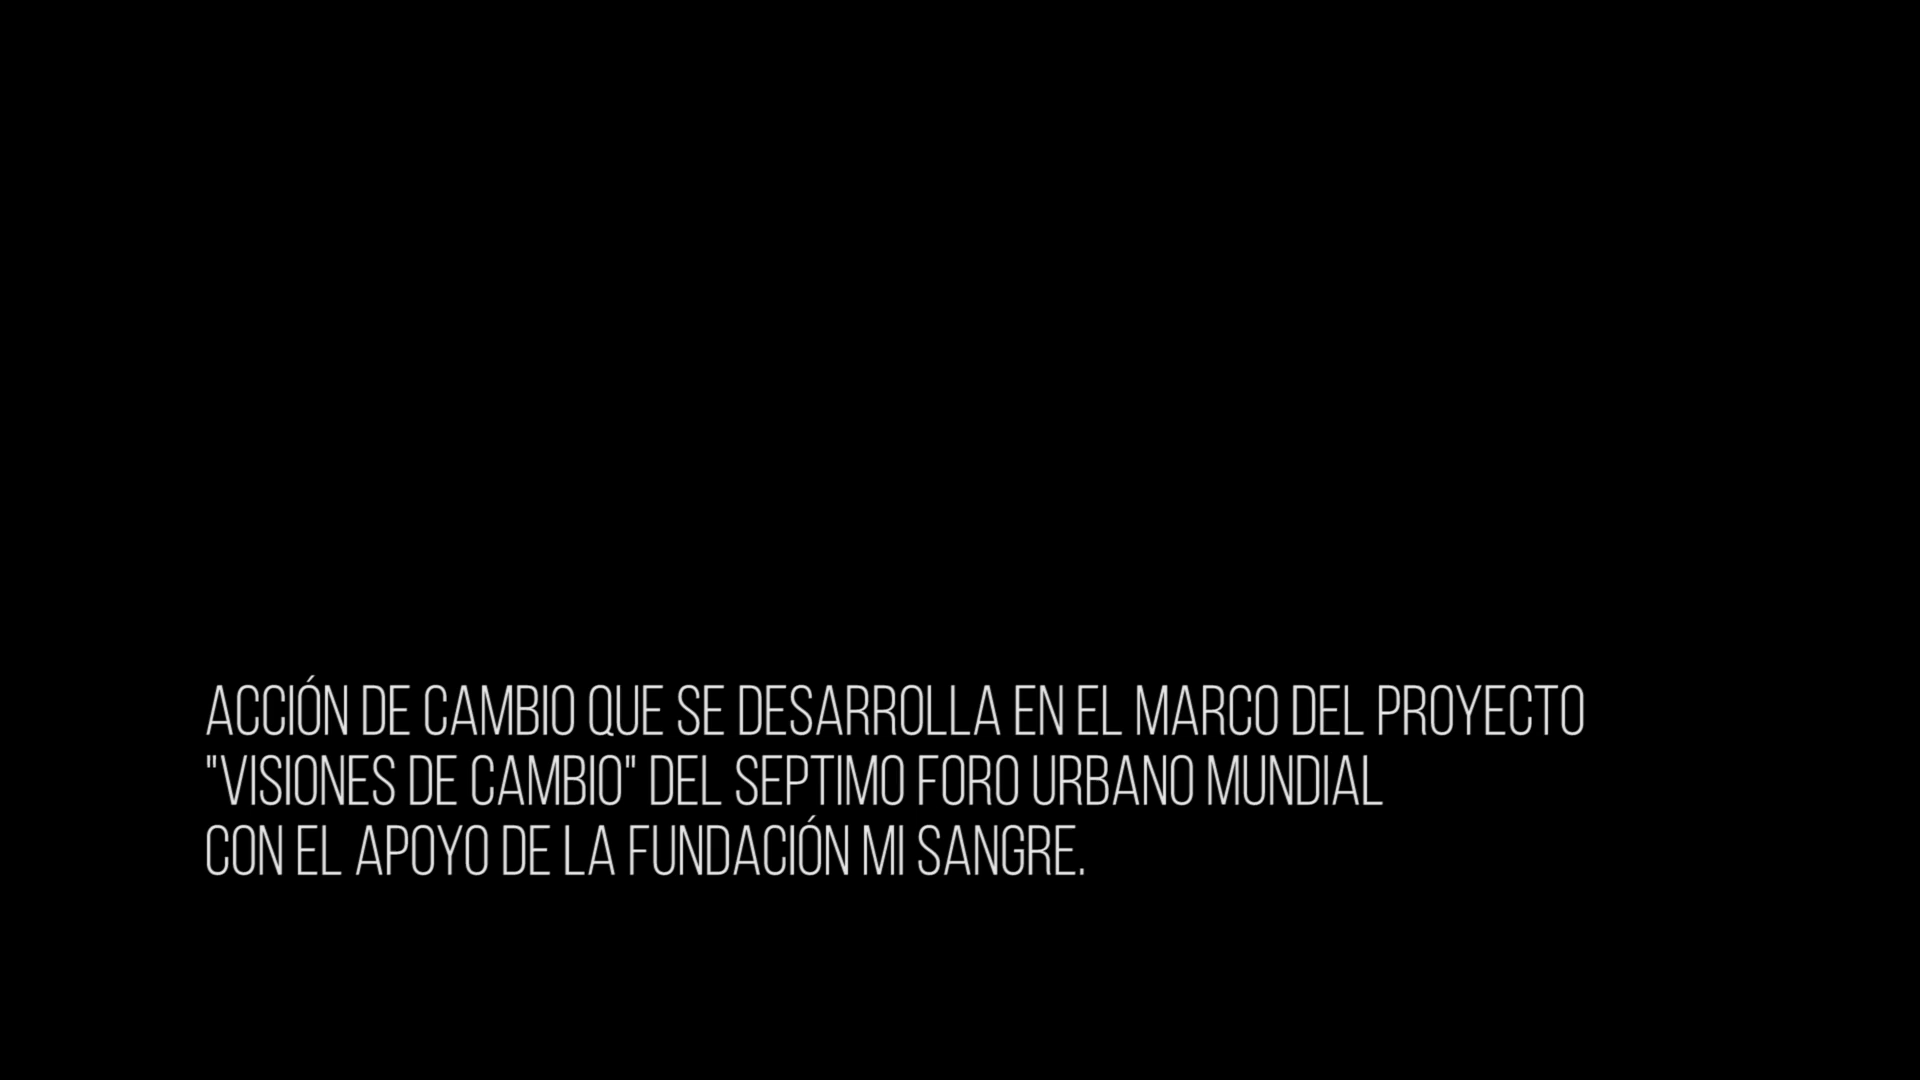 ACCIÓN DE CAMBIO QUE SE DESARROLLA EN EL MARCO DEL PROYECTO
"VISIONES DE CAMBIO" DEL SEPTIMO FORO URBANO MUNDIAL
CON EL APOYO DE LA FUNDACIÓN MI SANGRE.